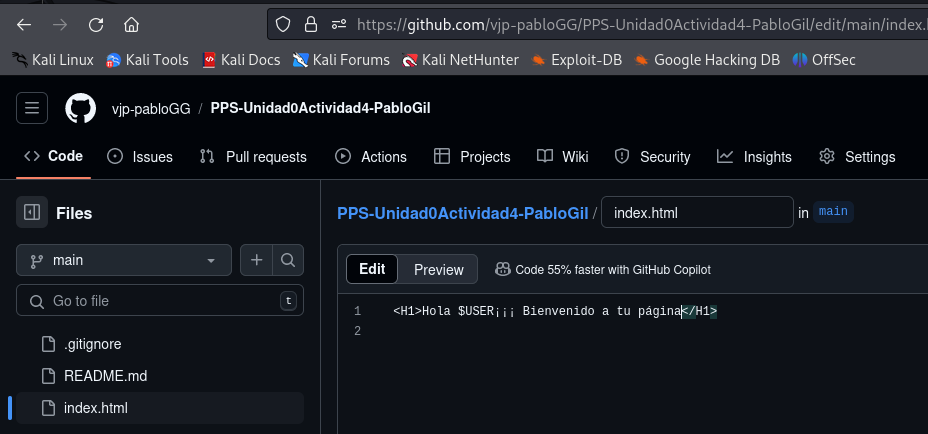 https://github.com/vjp-pabloGG/PPS-Unidad0Actividad4-PabloGil/edit/main/index.
Kali Linux Kali Tools Kali Docs Kali Forums Kali NetHunter Exploit-DB Google Hacking DB OffSec
vjp-pabloGG / PPS-Unidad0Actividad4-PabloGil
Code Issues Pull requests Actions Projects Wiki Security Insights Settings
Files
PPS-Unidad0Actividad4-PabloGil / index.html in main
main
Edit Preview Code 55% faster with GitHub Copilot
Go to file t
1 <H1>Hola $USER¡¡¡ Bienvenido a tu página</H1>
2
.gitignore
README.md
index.html